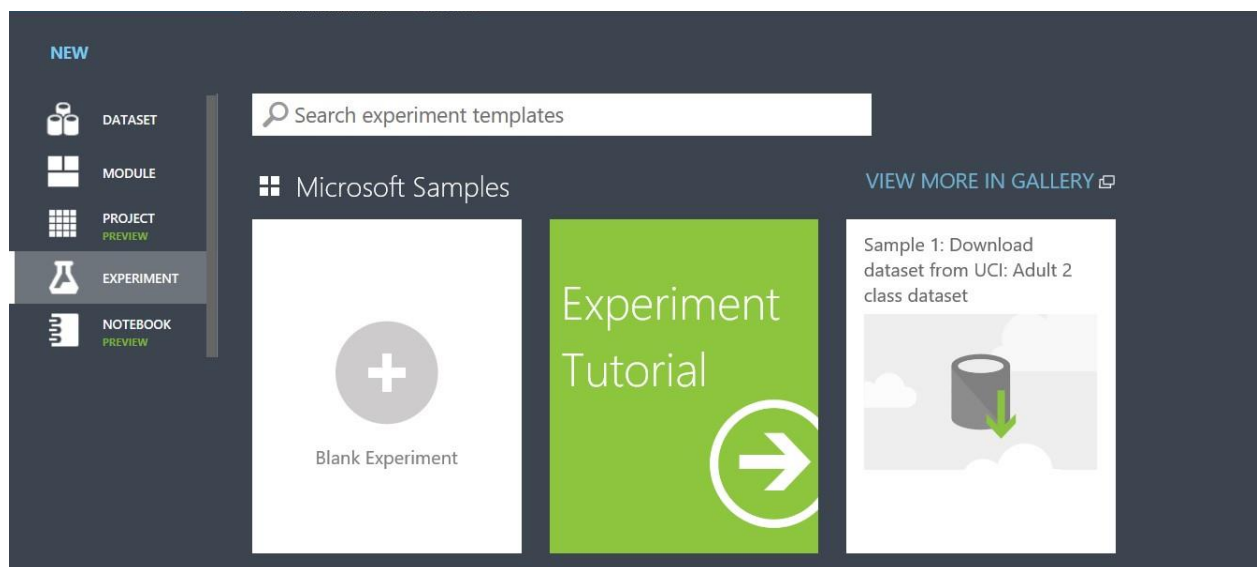 NEW
DATASET
MODULE
PROJECT
PREVIEW
EXPERIMENT
NOTEBOOK
PREVIEW
Search experiment templates
Microsoft Samples
VIEW MORE IN GALLERY
Blank Experiment
Experiment
Tutorial
Sample 1: Download
dataset from UCI: Adult 2
class dataset